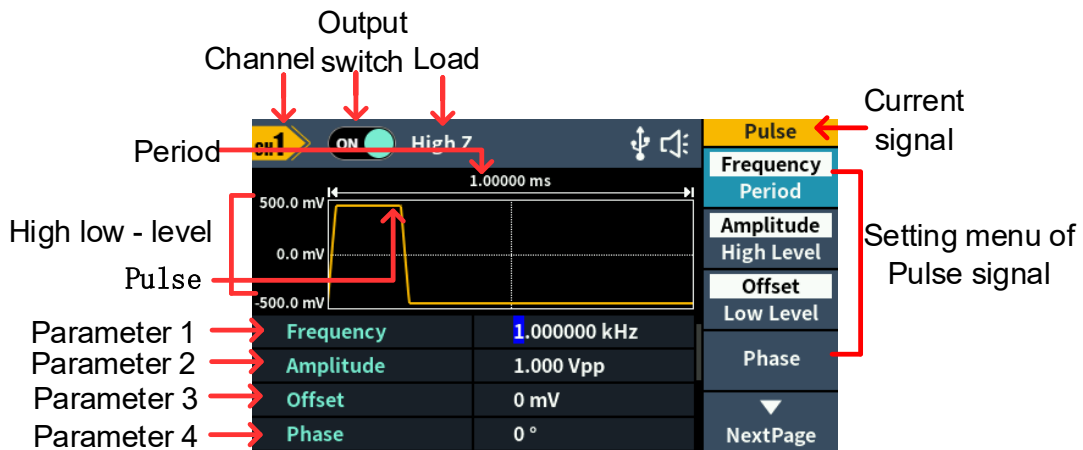 Output
Channel switch Load
Current
signal
CH1 ON High Z
Pulse
Period
1.00000 ms
Frequency
Period
500.0 mV
High low - level
0.0 mV
Amplitude
High Level
Setting menu of
Pulse signal
Pulse
-500.0 mV
Offset
Low Level
Parameter 1 Frequency 1.000000 kHz
Parameter 2 Amplitude 1.000 Vpp
Phase
Parameter 3 Offset 0 mV
Parameter 4 Phase 0 °
NextPage